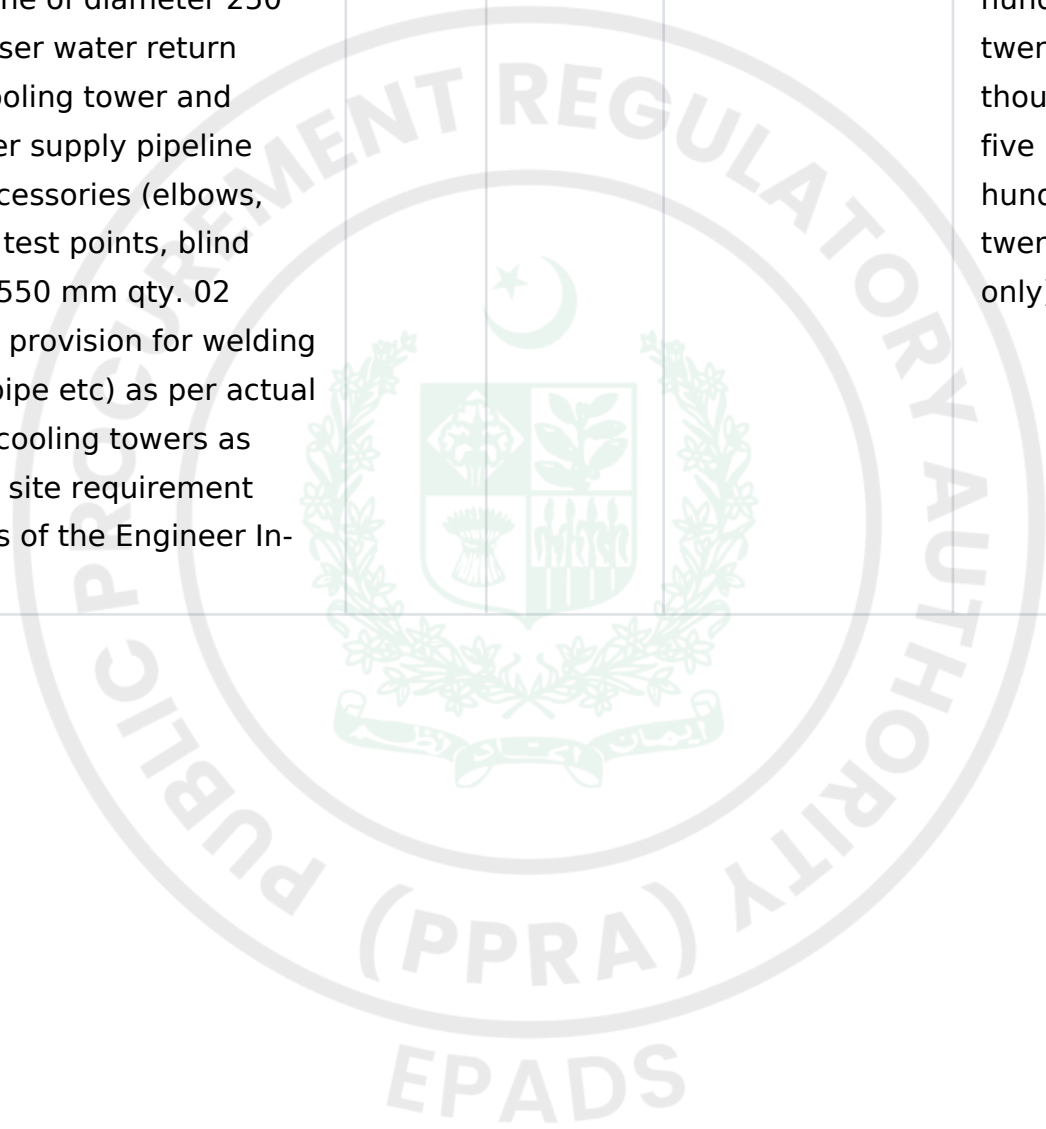 ne of diameter 250
ser water return
ooling tower and
er supply pipeline
cessories (elbows,
test points, blind
550 mm qty. 02
provision for welding
pipe etc) as per actual
cooling towers as
site requirement
s of the Engineer In-
hund
twen
thou
five
hund
twen
only)
PUBLIC PROCUREMENT REGULATORY AUTHORITY
(PPRA)
EPADS